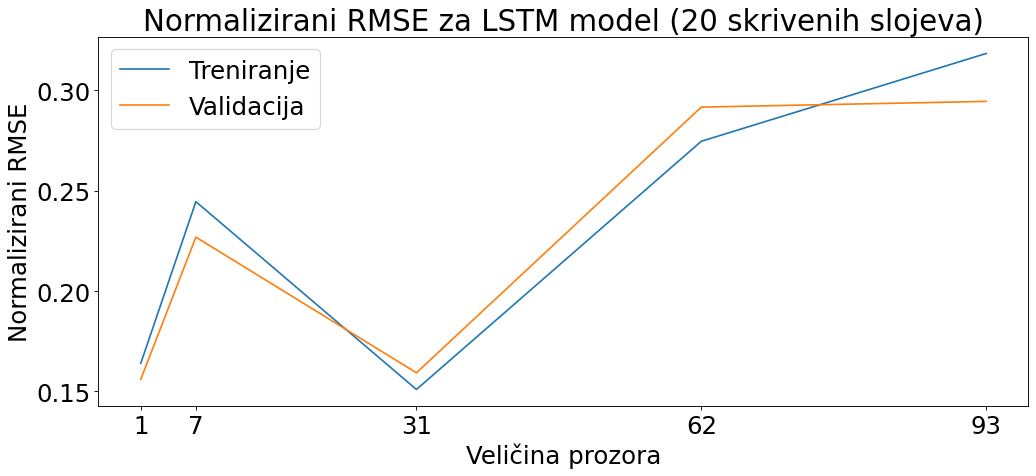 Normalizirani RMSE za LSTM model (20 skrivenih slojeva)
Treniranje
Validacija
Normalizirani RMSE
0.30
0.25
0.20
0.15
1 7 31 62 93
Veličina prozora